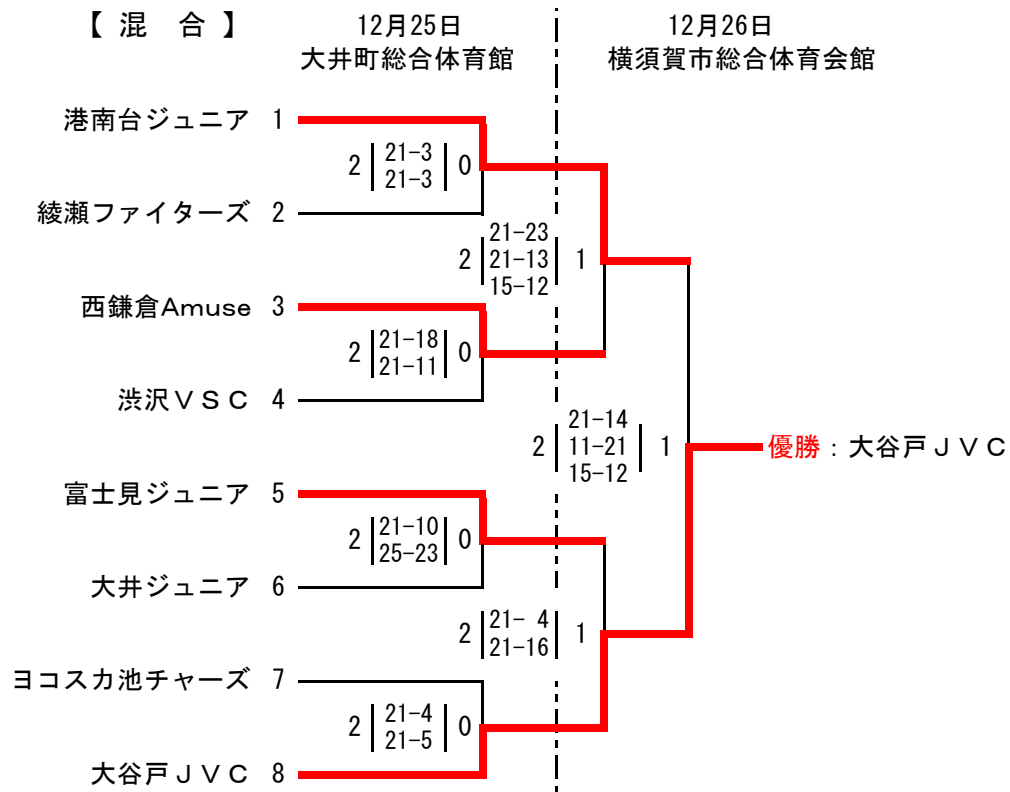 【 混　合 】
12月25日
大井町総合体育館
12月26日
横須賀市総合体育会館
港南台ジュニア 1
2 21-3 0
21-3
綾瀬ファイターズ 2
21-23
2 21-13 1
15-12
西鎌倉Amuse 3
2 21-18 0
21-11
渋沢ＶＳＣ 4
21-14
2 11-21 1
15-12
優勝：大谷戸ＪＶＣ
富士見ジュニア 5
2 21-10 0
25-23
大井ジュニア 6
2 21- 4 1
21-16
ヨコスカ池チャーズ 7
2 21-4 0
21-5
大谷戸ＪＶＣ 8